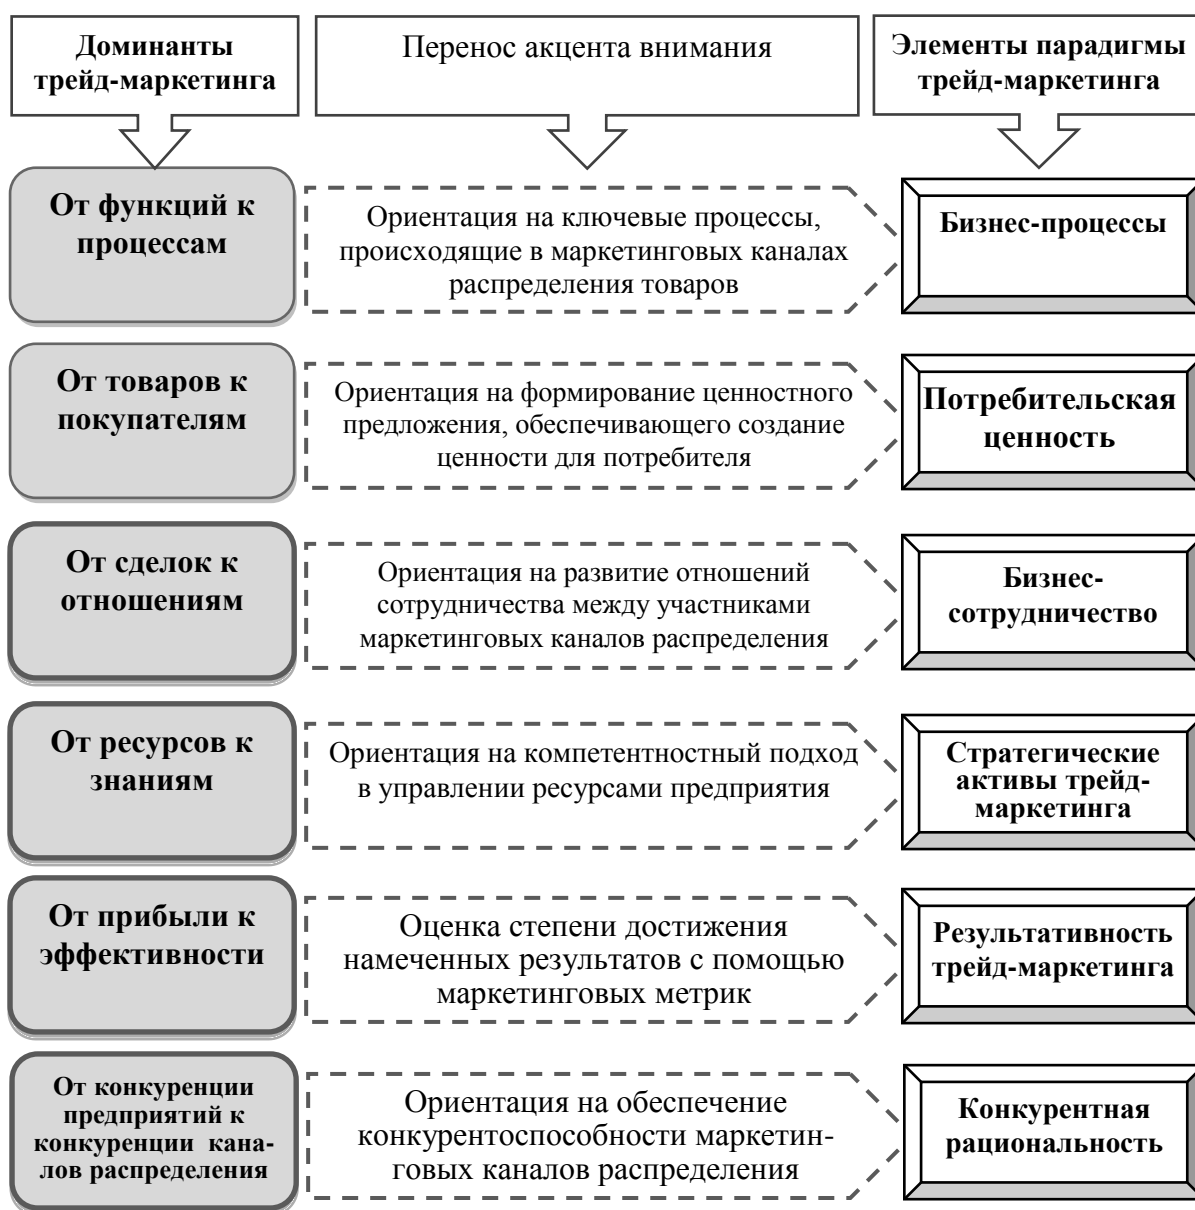 Доминанты
трейд-маркетинга
Перенос акцента внимания
Элементы парадигмы
трейд-маркетинга
От функций к
процессам
Ориентация на ключевые процессы,
происходящие в маркетинговых каналах
распределения товаров
Бизнес-процессы
От товаров к
покупателям
Ориентация на формирование ценностного
предложения, обеспечивающего создание
ценности для потребителя
Потребительская
ценность
От сделок к
отношениям
Ориентация на развитие отношений
сотрудничества между участниками
маркетинговых каналов распределения
Бизнес-
сотрудничество
От ресурсов к
знаниям
Ориентация на компетентностный подход
в управлении ресурсами предприятия
Стратегические
активы трейд-
маркетинга
От прибыли к
эффективности
Оценка степени достижения
намеченных результатов с помощью
маркетинговых метрик
Результативность
трейд-маркетинга
От конкуренции
предприятий к
конкуренции кана-
лов распределения
Ориентация на обеспечение
конкурентоспособности маркетин-
говых каналов распределения
Конкурентная
рациональность